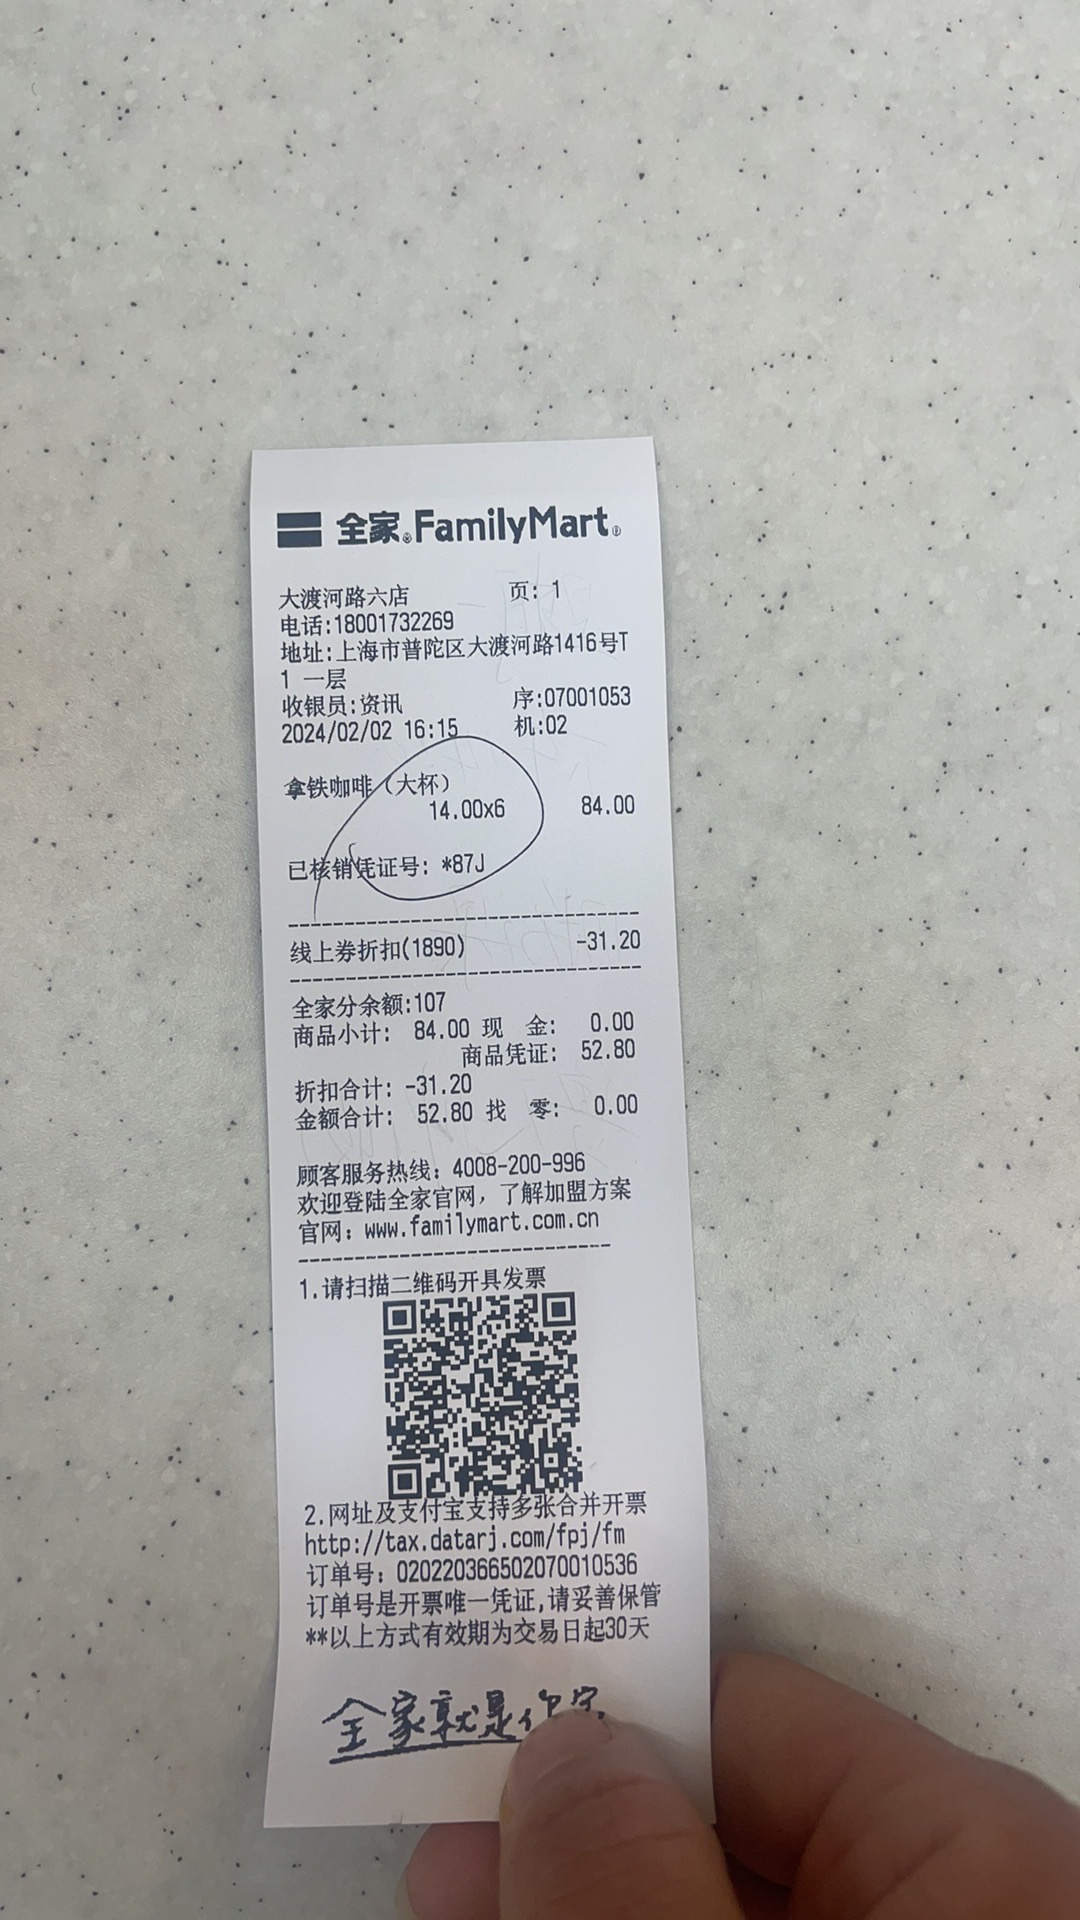 全家®FamilyMart®
大渡河路六店 页: 1
电话:18001732269
地址:上海市普陀区大渡河路1416号T
1 一层
收银员:资讯 序:07001053
2024/02/02 16:15 机:02
拿铁咖啡（大杯）
14.00x6 84.00
已核销凭证号: *87J
线上券折扣(1890) -31.20
全家分余额:107
商品小计: 84.00 现 金: 0.00
商品凭证: 52.80
折扣合计: -31.20
金额合计: 52.80 找 零: 0.00
顾客服务热线: 4008-200-996
欢迎登陆全家官网，了解加盟方案
官网: www.familymart.com.cn
1.请扫描二维码开具发票
2.网址及支付宝支持多张合并开票
http://tax.datarj.com/fpj/fm
订单号: 020220366502070010536
订单号是开票唯一凭证,请妥善保管
**以上方式有效期为交易日起30天
全家就是你家